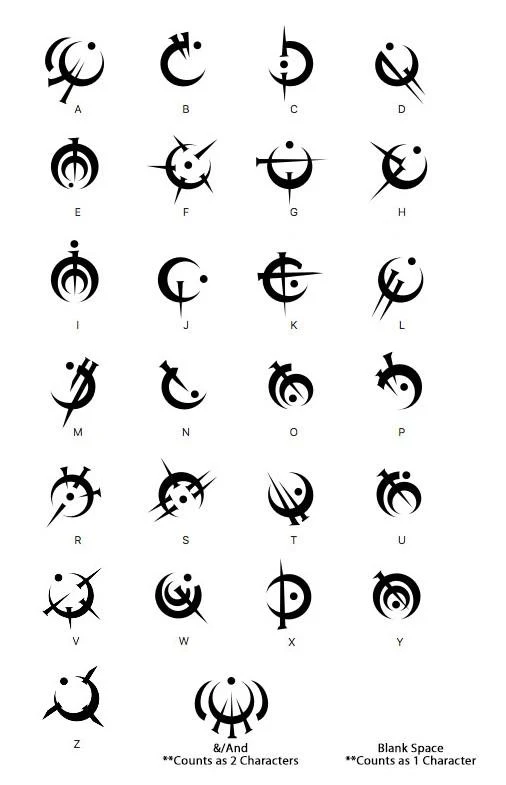 A B C D
E F G H
I J K L
M N O P
R S T U
V W X Y
Z &/And Blank Space
**Counts as 2 Characters **Counts as 1 Character